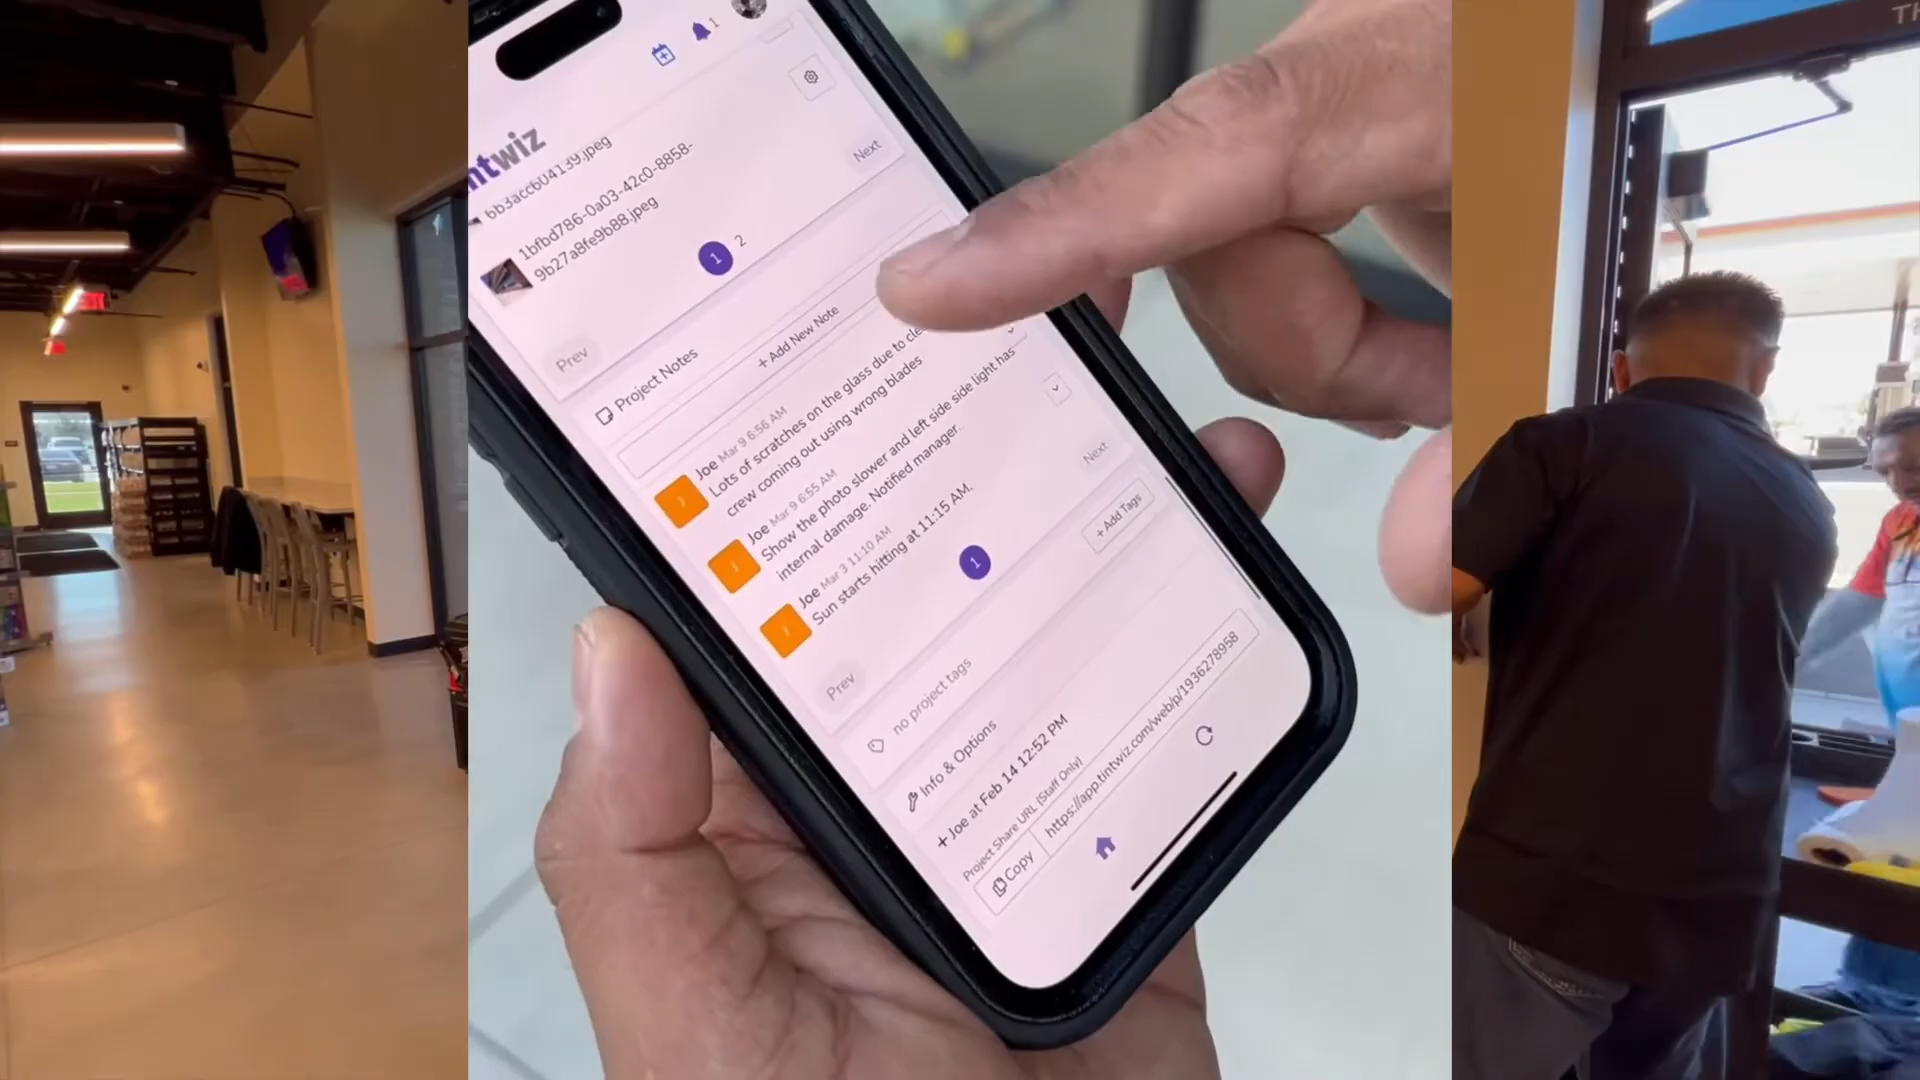 1
ntwiz
6b3acc604139.jpeg
1bfbd786-0a03-42c0-8858-
9b27a8fe9b88.jpeg
Prev
1
2
Next
Project Notes
+ Add New Note
Joe Mar 9 6:56 AM
Lots of scratches on the glass due to cle
crew coming out using wrong blades
Joe Mar 9 6:55 AM
Show the photo slower and left side side light has
internal damage. Notified manager..
Joe Mar 3 11:10 AM
Sun starts hitting at 11:15 AM.
Prev
1
Next
no project tags
+ Add Tags
Info & Options
+ Joe at Feb 14 12:52 PM
Project Share URL (Staff Only)
Copy
https://app.tintwiz.com/web/p/1936278958
TH